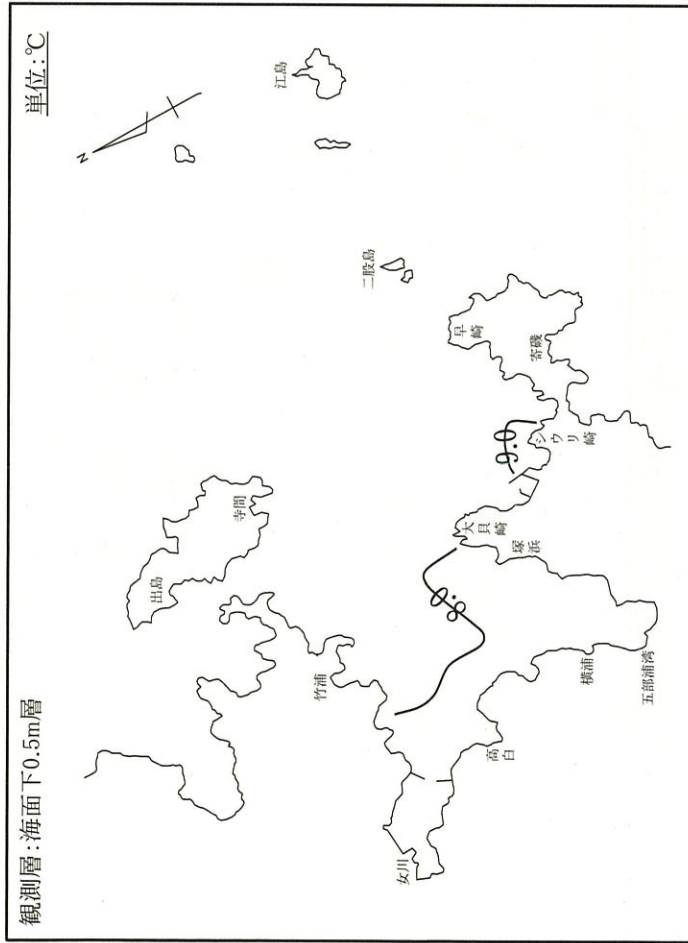 観測層:海面下0.5m層
単位:℃
N
江島
二股島
出島
寺間
早崎
寄磯
9.0
シウリ崎
大貝崎
塚浜
竹浦
8.0
高白
横浦
五部浦湾
女川